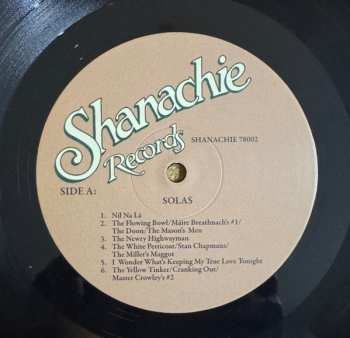 Shanachie
Records
SHANACHIE 78002
SIDE A:
SOLAS
1. Níl Na Lá
2. The Flowing Bowl/Máire Breathnach's #1/
The Doon/The Mason's Men
3. The Newry Highwayman
4. The White Petticoat/Stan Chapmans/
The Miller's Maggot
5. I Wonder What's Keeping My True Love Tonight
6. The Yellow Tinker/Cranking Out/
Master Crowley's #2